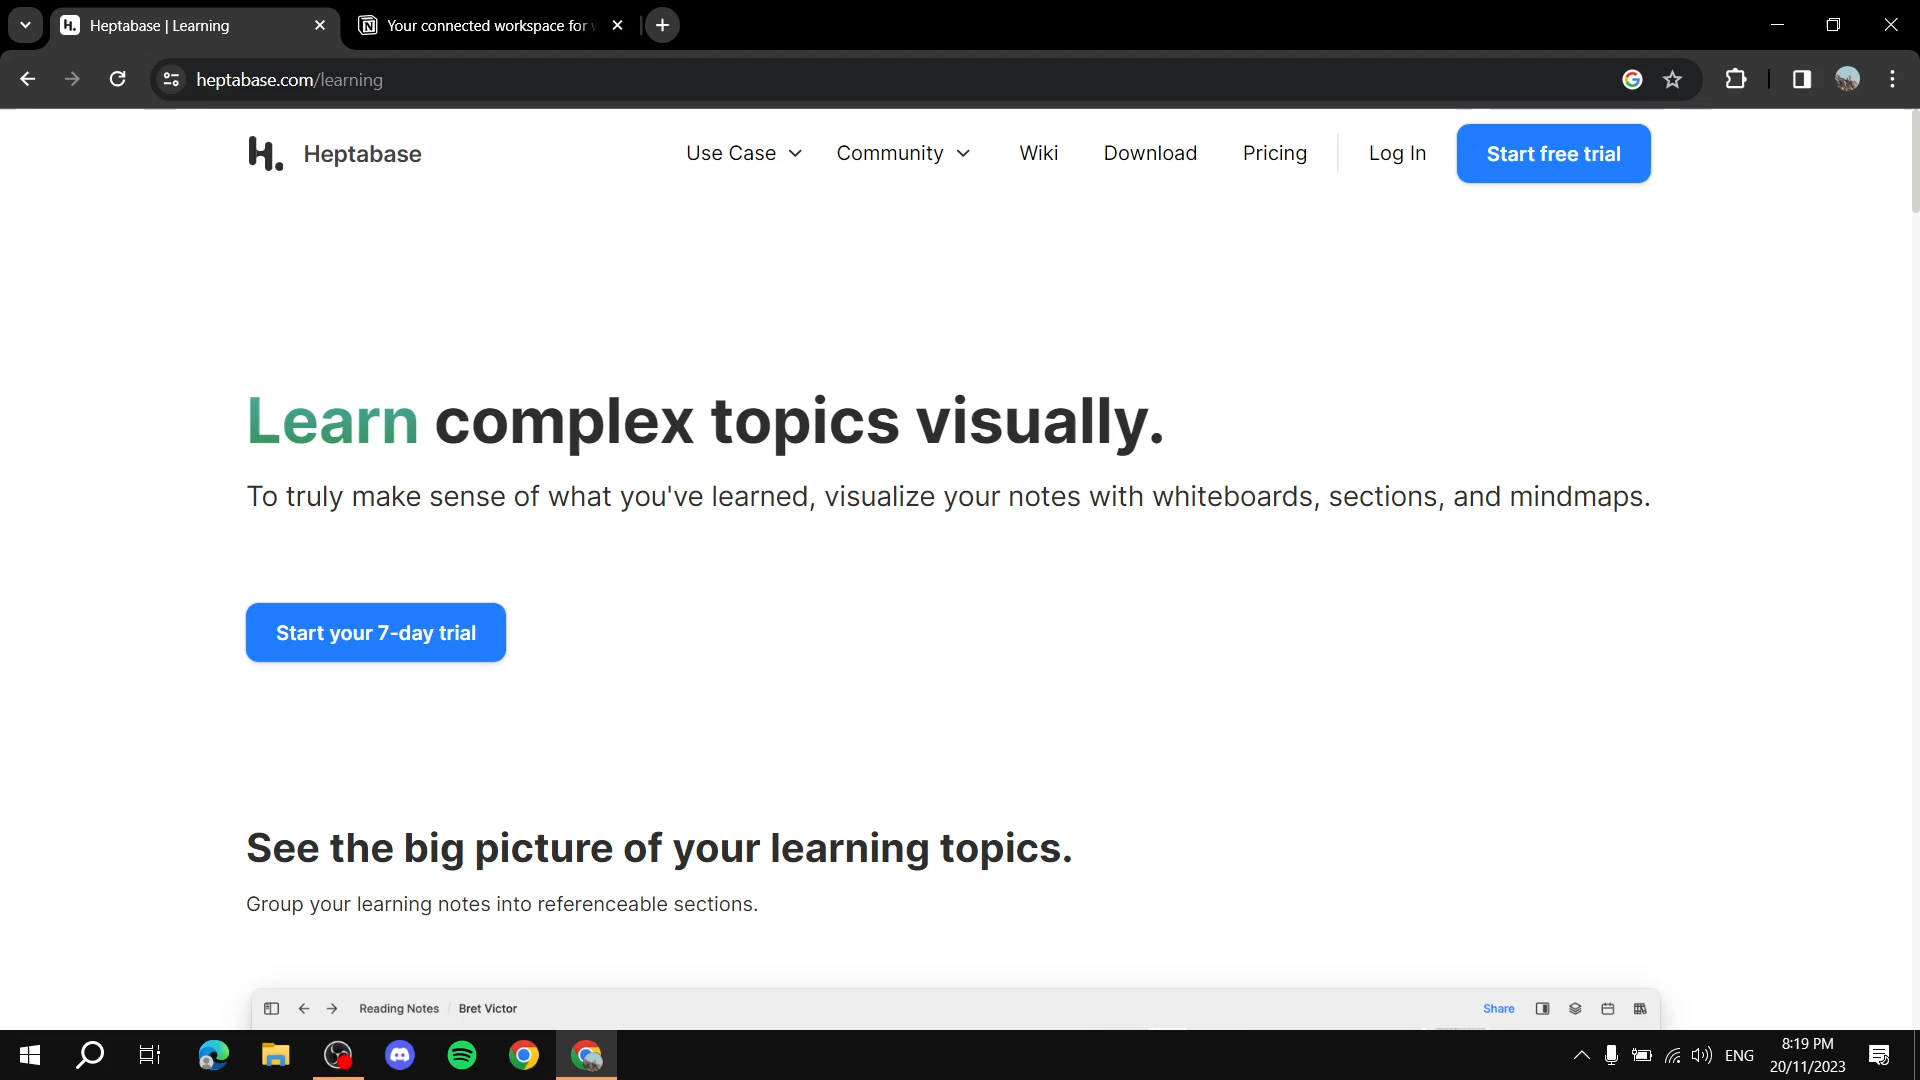 Heptabase | Learning
Your connected workspace for
heptabase.com/learning
H. Heptabase
Use Case
Community
Wiki
Download
Pricing
Log In
Start free trial
Learn complex topics visually.
To truly make sense of what you've learned, visualize your notes with whiteboards, sections, and mindmaps.
Start your 7-day trial
See the big picture of your learning topics.
Group your learning notes into referenceable sections.
Reading Notes / Bret Victor
Share
ENG
8:19 PM
20/11/2023